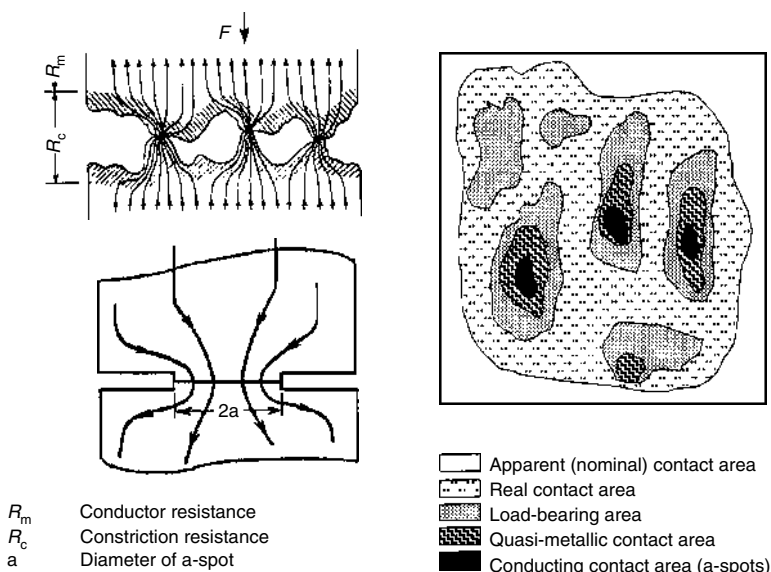 F
Rm
Rc
2a
Rm Conductor resistance
Rc Constriction resistance
a Diameter of a-spot
Apparent (nominal) contact area
Real contact area
Load-bearing area
Quasi-metallic contact area
Conducting contact area (a-spots)